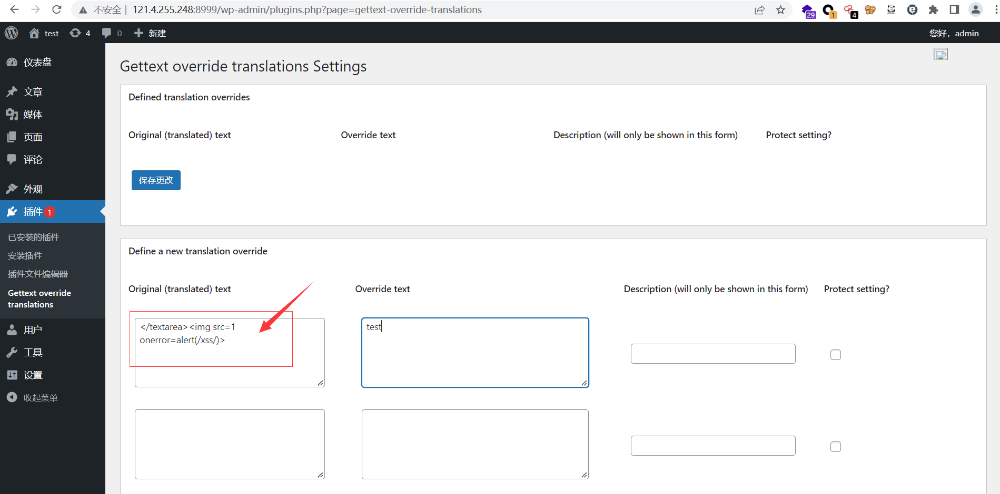 不安全 | 121.4.255.248:8999/wp-admin/plugins.php?page=gettext-override-translations
29
1
4
test
4
0
新建
您好，admin
仪表盘
文章
媒体
页面
评论
外观
插件 1
已安装的插件
安装插件
插件文件编辑器
Gettext override
translations
用户
工具
设置
收起菜单
Gettext override translations Settings
Defined translation overrides
Original (translated) text Override text Description (will only be shown in this form) Protect setting?
保存更改
Define a new translation override
Original (translated) text Override text Description (will only be shown in this form) Protect setting?
</textarea><img src=1
onerror=alert(/xss/)>
test